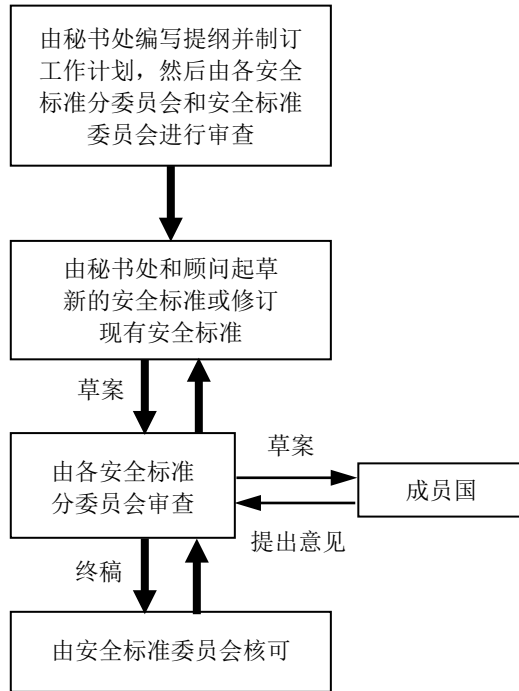 由秘书处编写提纲并制订
工作计划，然后由各安全
标准分委员会和安全标准
委员会进行审查
由秘书处和顾问起草
新的安全标准或修订
现有安全标准
草案
由各安全标准
分委员会审查
草案
成员国
提出意见
终稿
由安全标准委员会核可